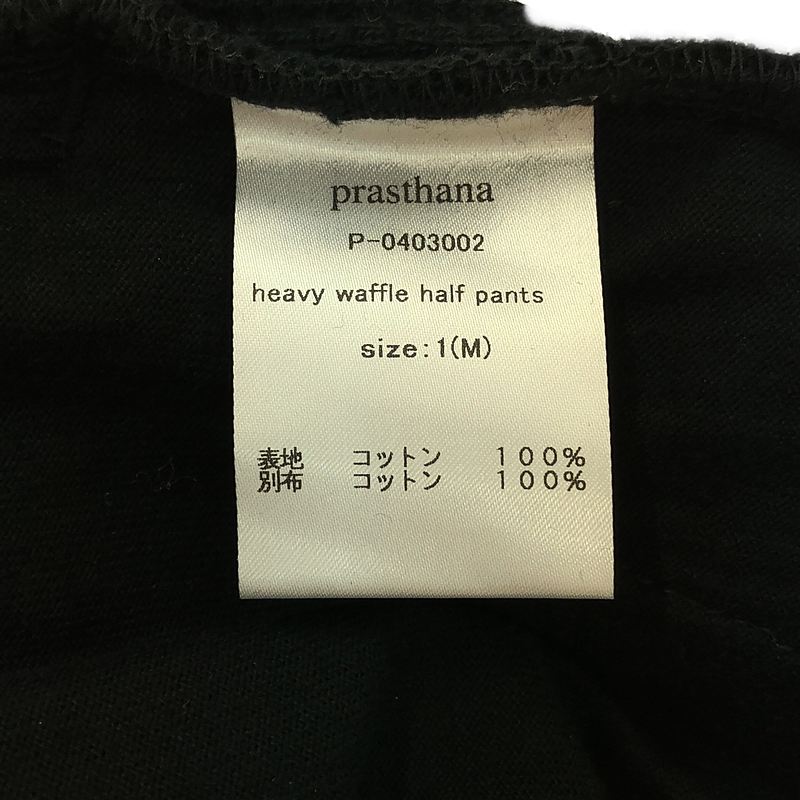 prasthana
P-0403002
heavy waffle half pants
size:1(M)
表地 コットン 100%
別布 コットン 100%